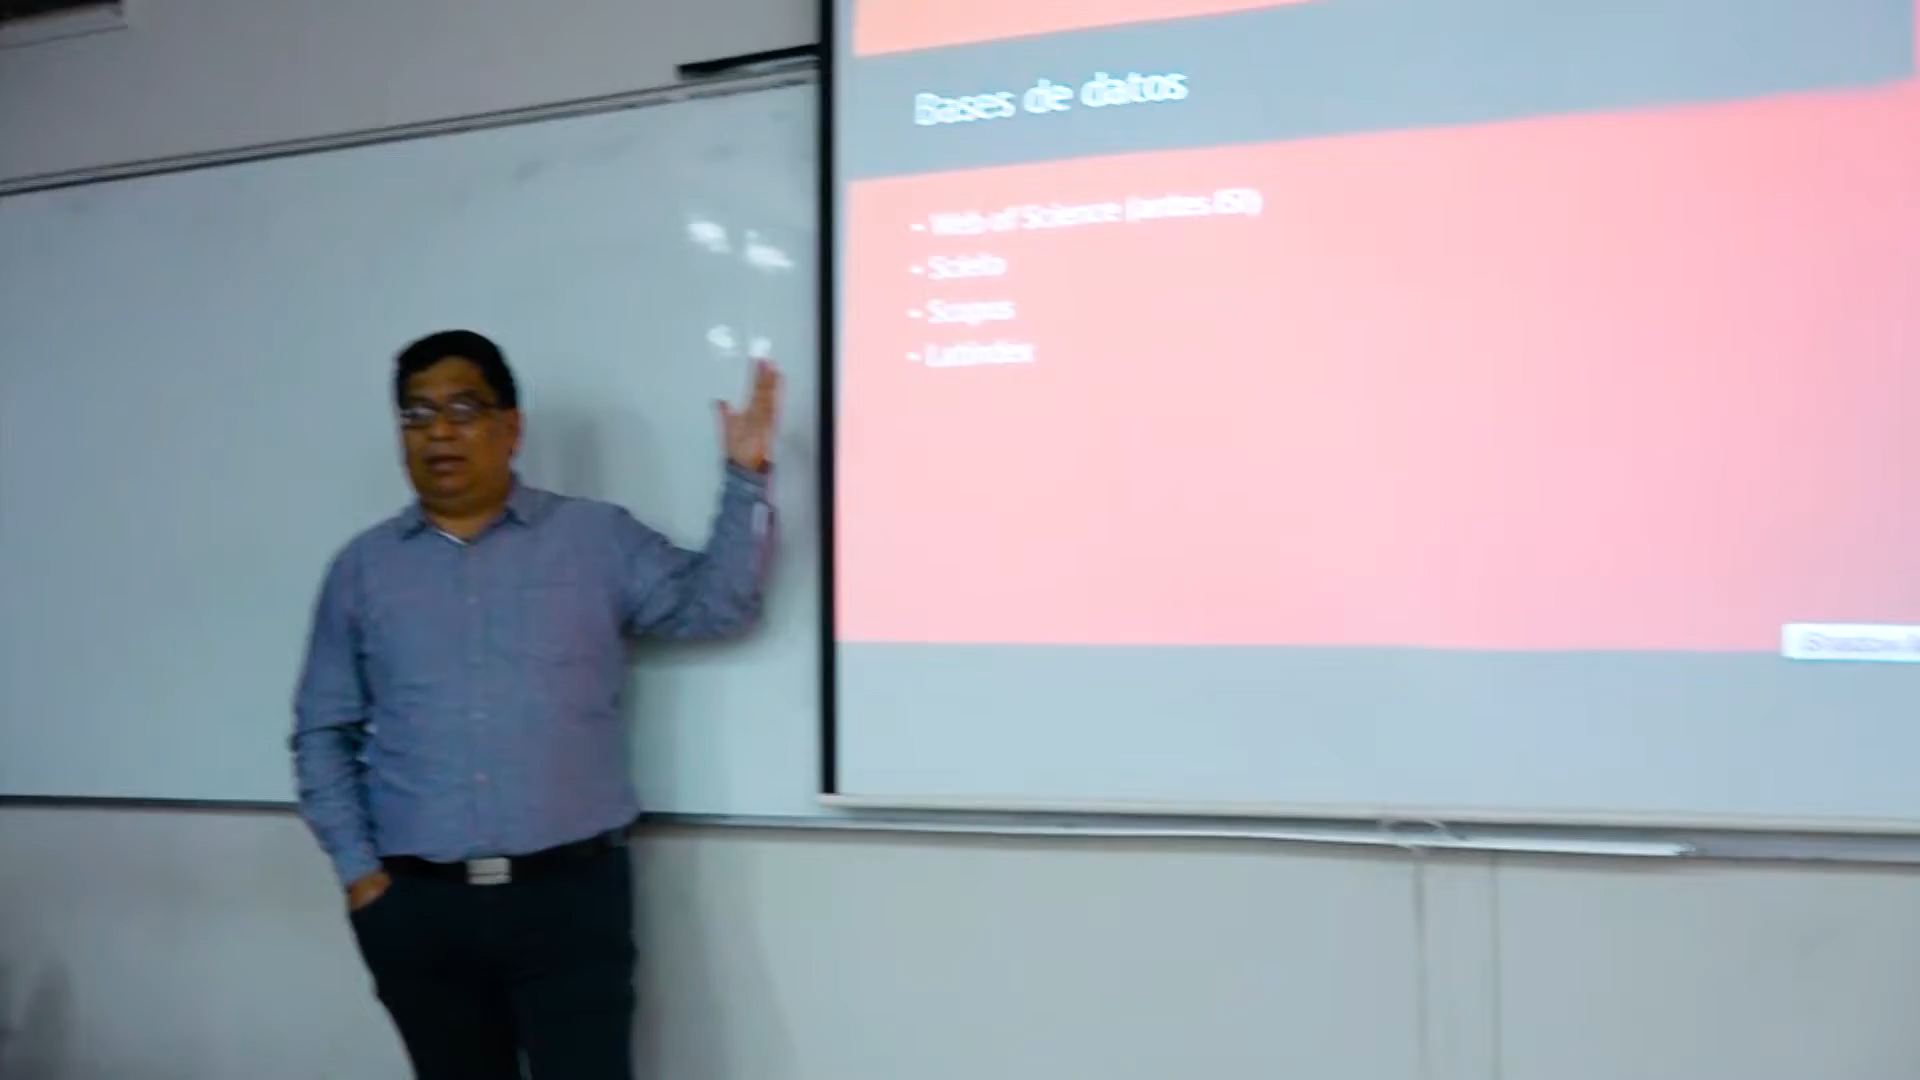 Bases de datos
- Web of Science (antes ISI)
- Scielo
- Scopus
- Latindex